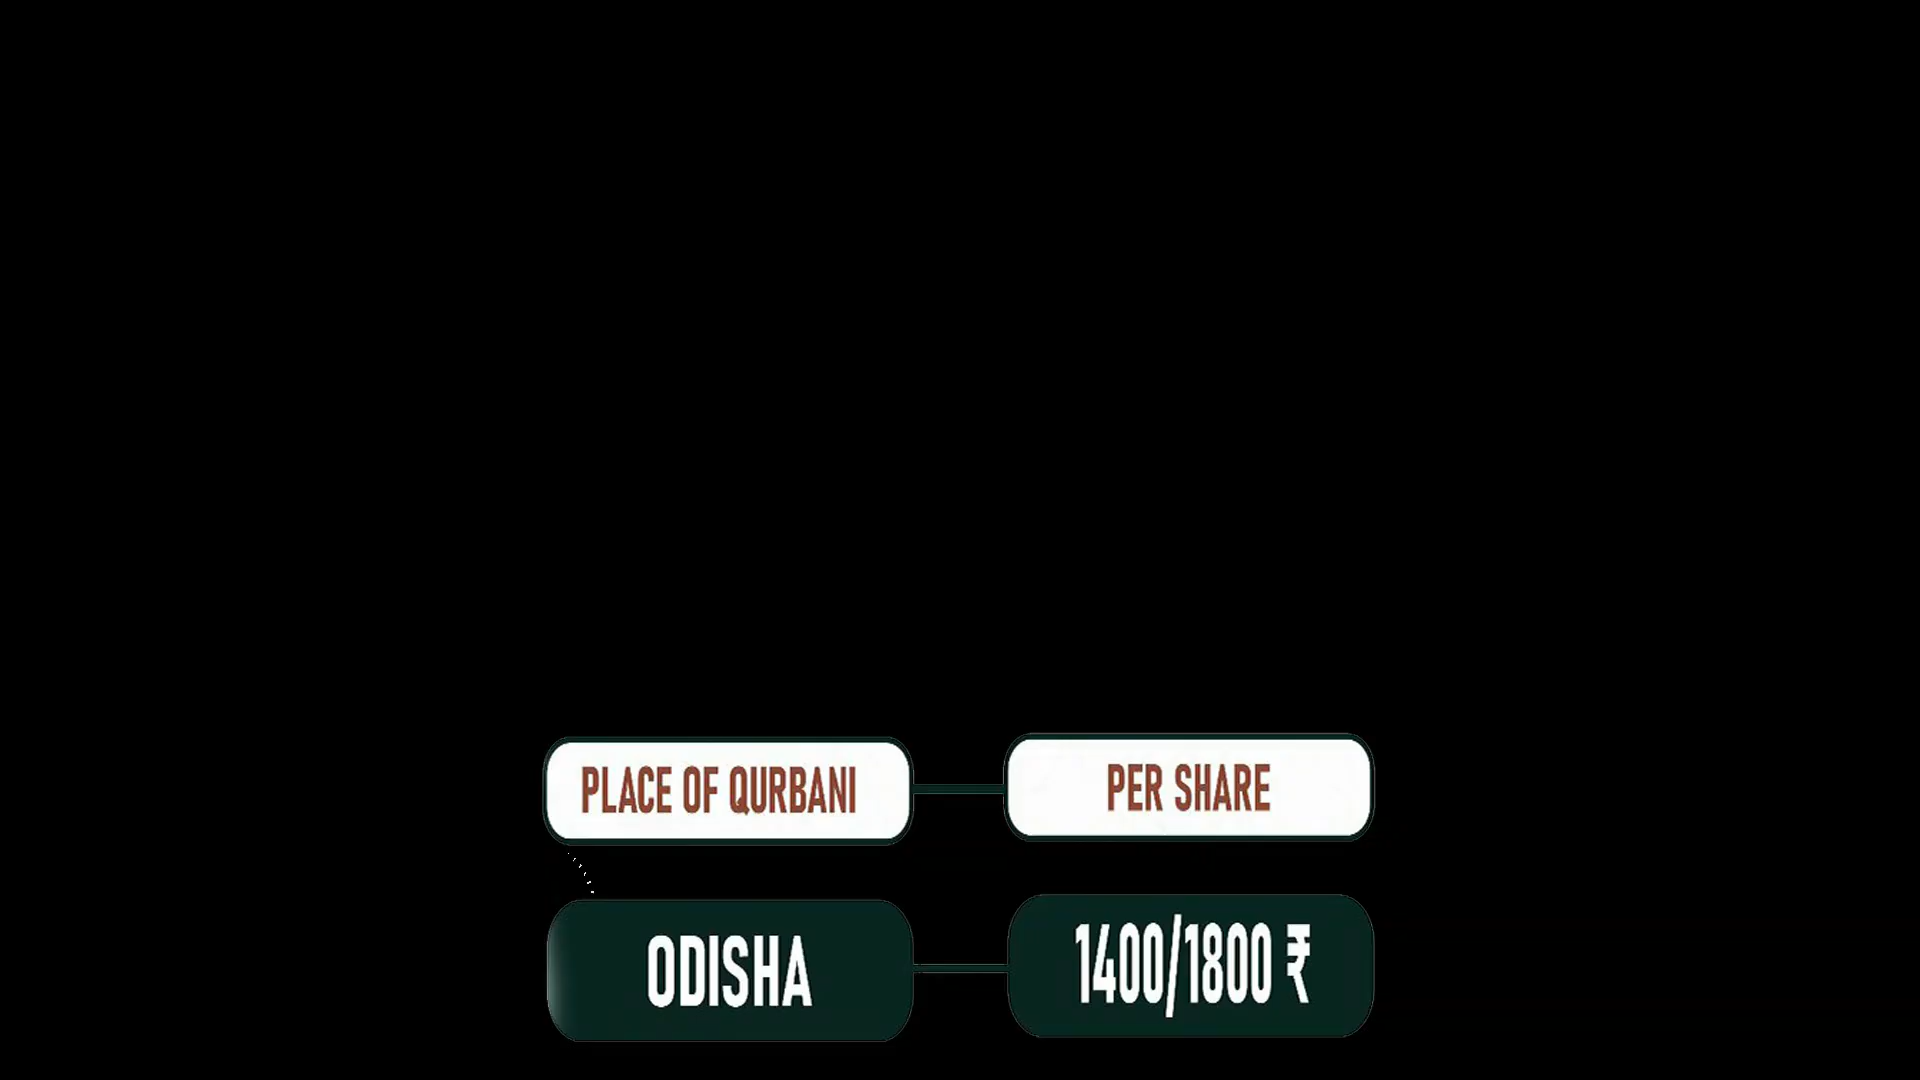 PLACE OF QURBANI
PER SHARE
ODISHA
1400/1800 ₹